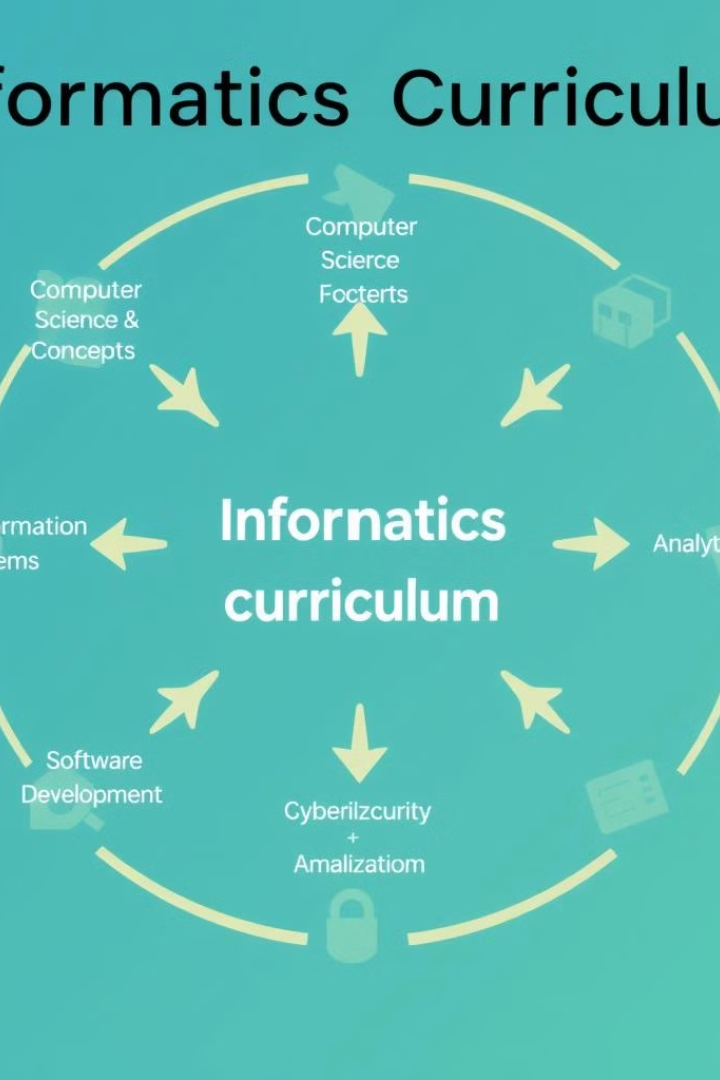 formatics Curriculu
Computer
Scierce
Focterts
Computer
Science &
Concepts
Infornatics
curriculum
rmation
ems
Analyt
Software
Development
Cyberilzcurity
+
Amalizatiom